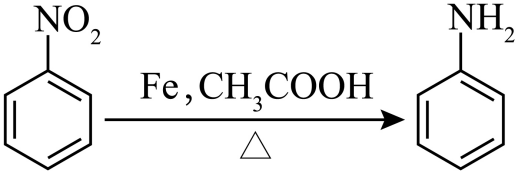 NO₂
Fe,CH₃COOH
△
NH₂